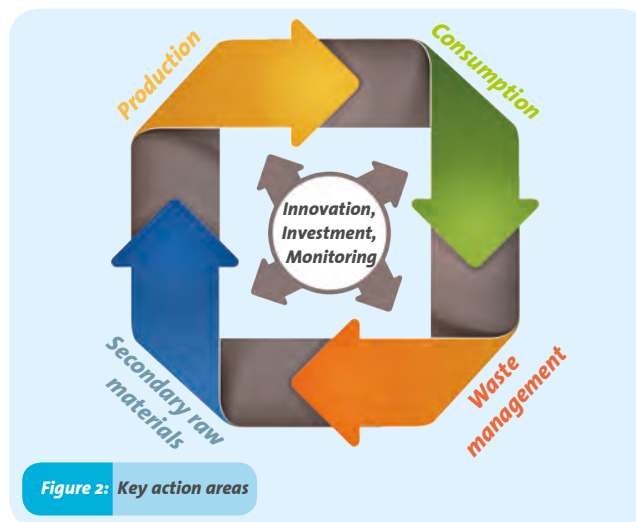 Production
Consumption
Innovation,
Investment,
Monitoring
Secondary raw
materials
Waste
management
Figure 2: Key action areas